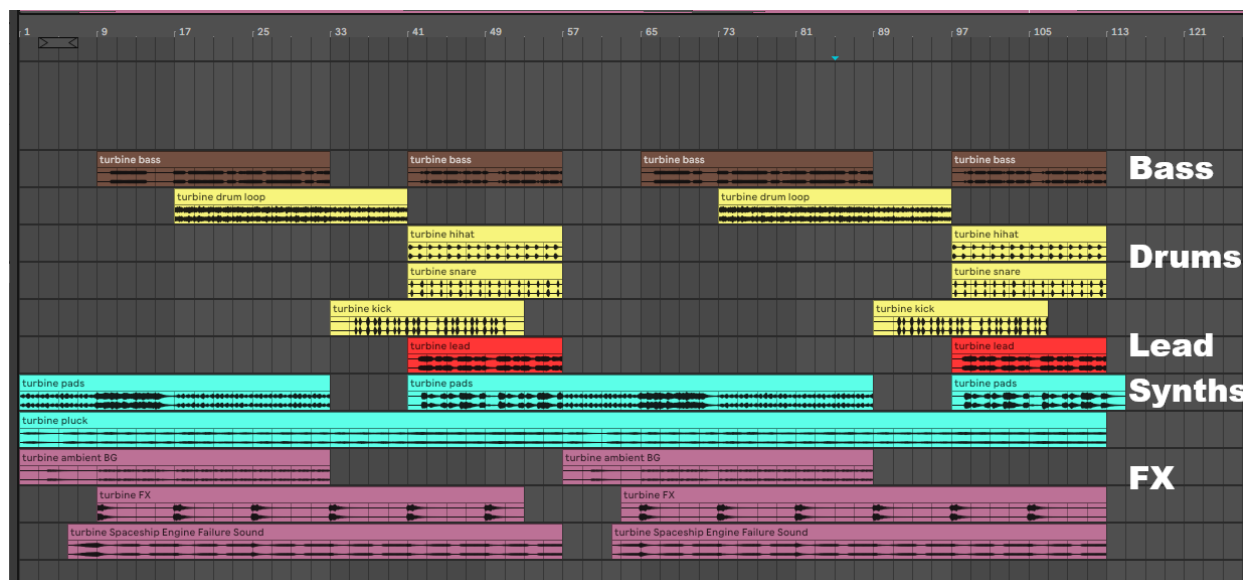 1 9 17 25 33 41 49 57 65 73 81 89 97 105 113 121
turbine bass turbine bass turbine bass turbine bass Bass
turbine drum loop turbine drum loop
turbine hihat turbine hihat
Drums
turbine snare turbine snare
turbine kick turbine kick
turbine lead turbine lead Lead
turbine pads turbine pads turbine pads Synths
turbine pluck
turbine ambient BG turbine ambient BG FX
turbine FX turbine FX
turbine Spaceship Engine Failure Sound turbine Spaceship Engine Failure Sound